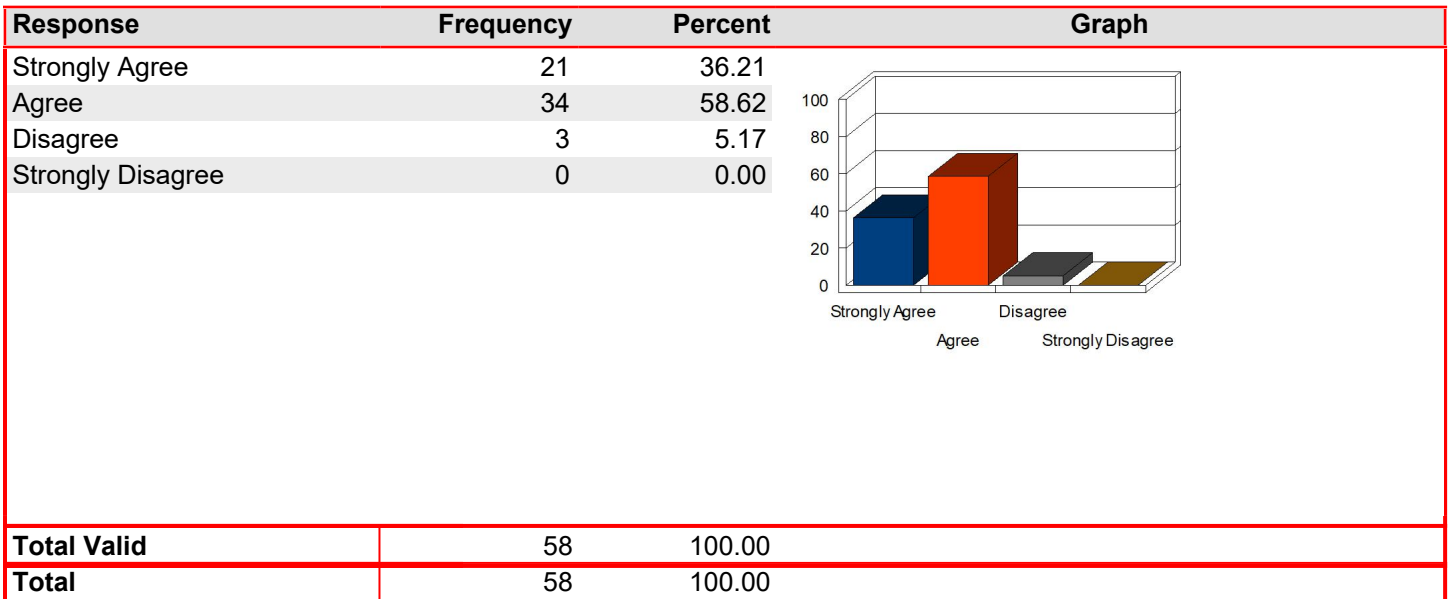 Response Frequency Percent Graph
Strongly Agree 21 36.21
Agree 34 58.62
Disagree 3 5.17
Strongly Disagree 0 0.00
100
80
60
40
20
0
Strongly Agree Disagree
Agree Strongly Disagree
Total Valid 58 100.00
Total 58 100.00